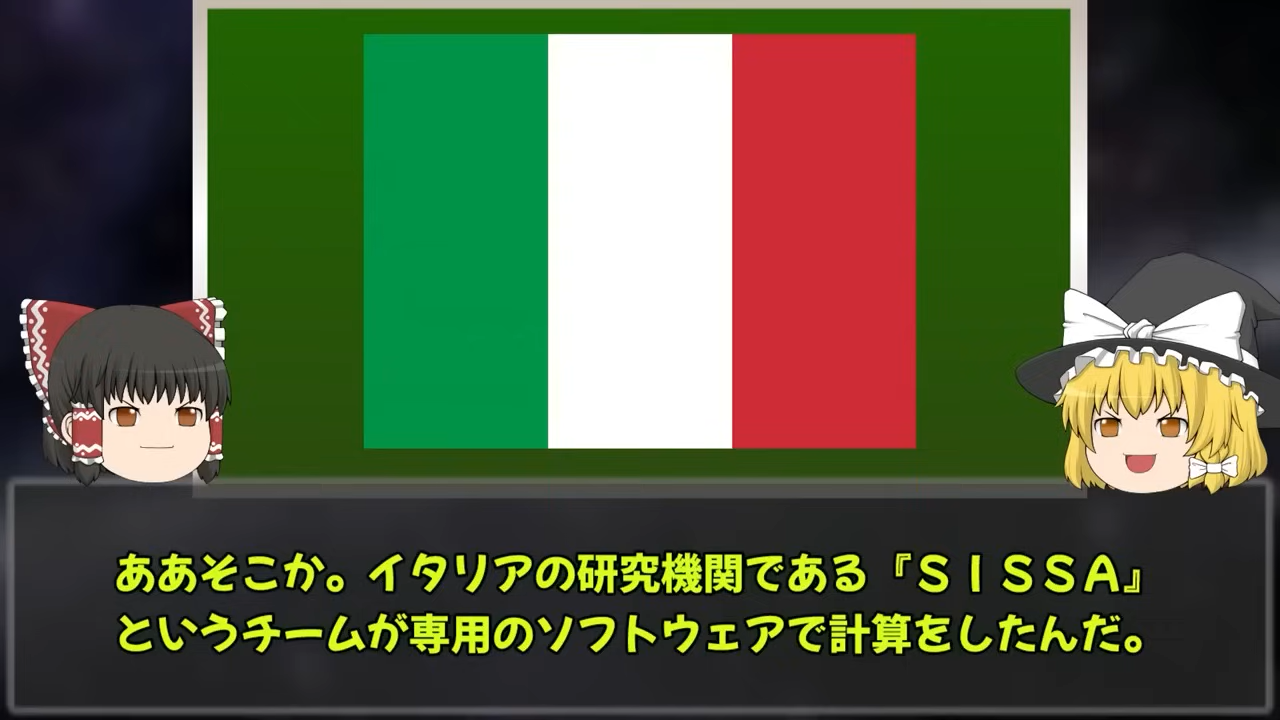 ああそこか。イタリアの研究機関である『ＳＩＳＳＡ』
というチームが専用のソフトウェアで計算をしたんだ。